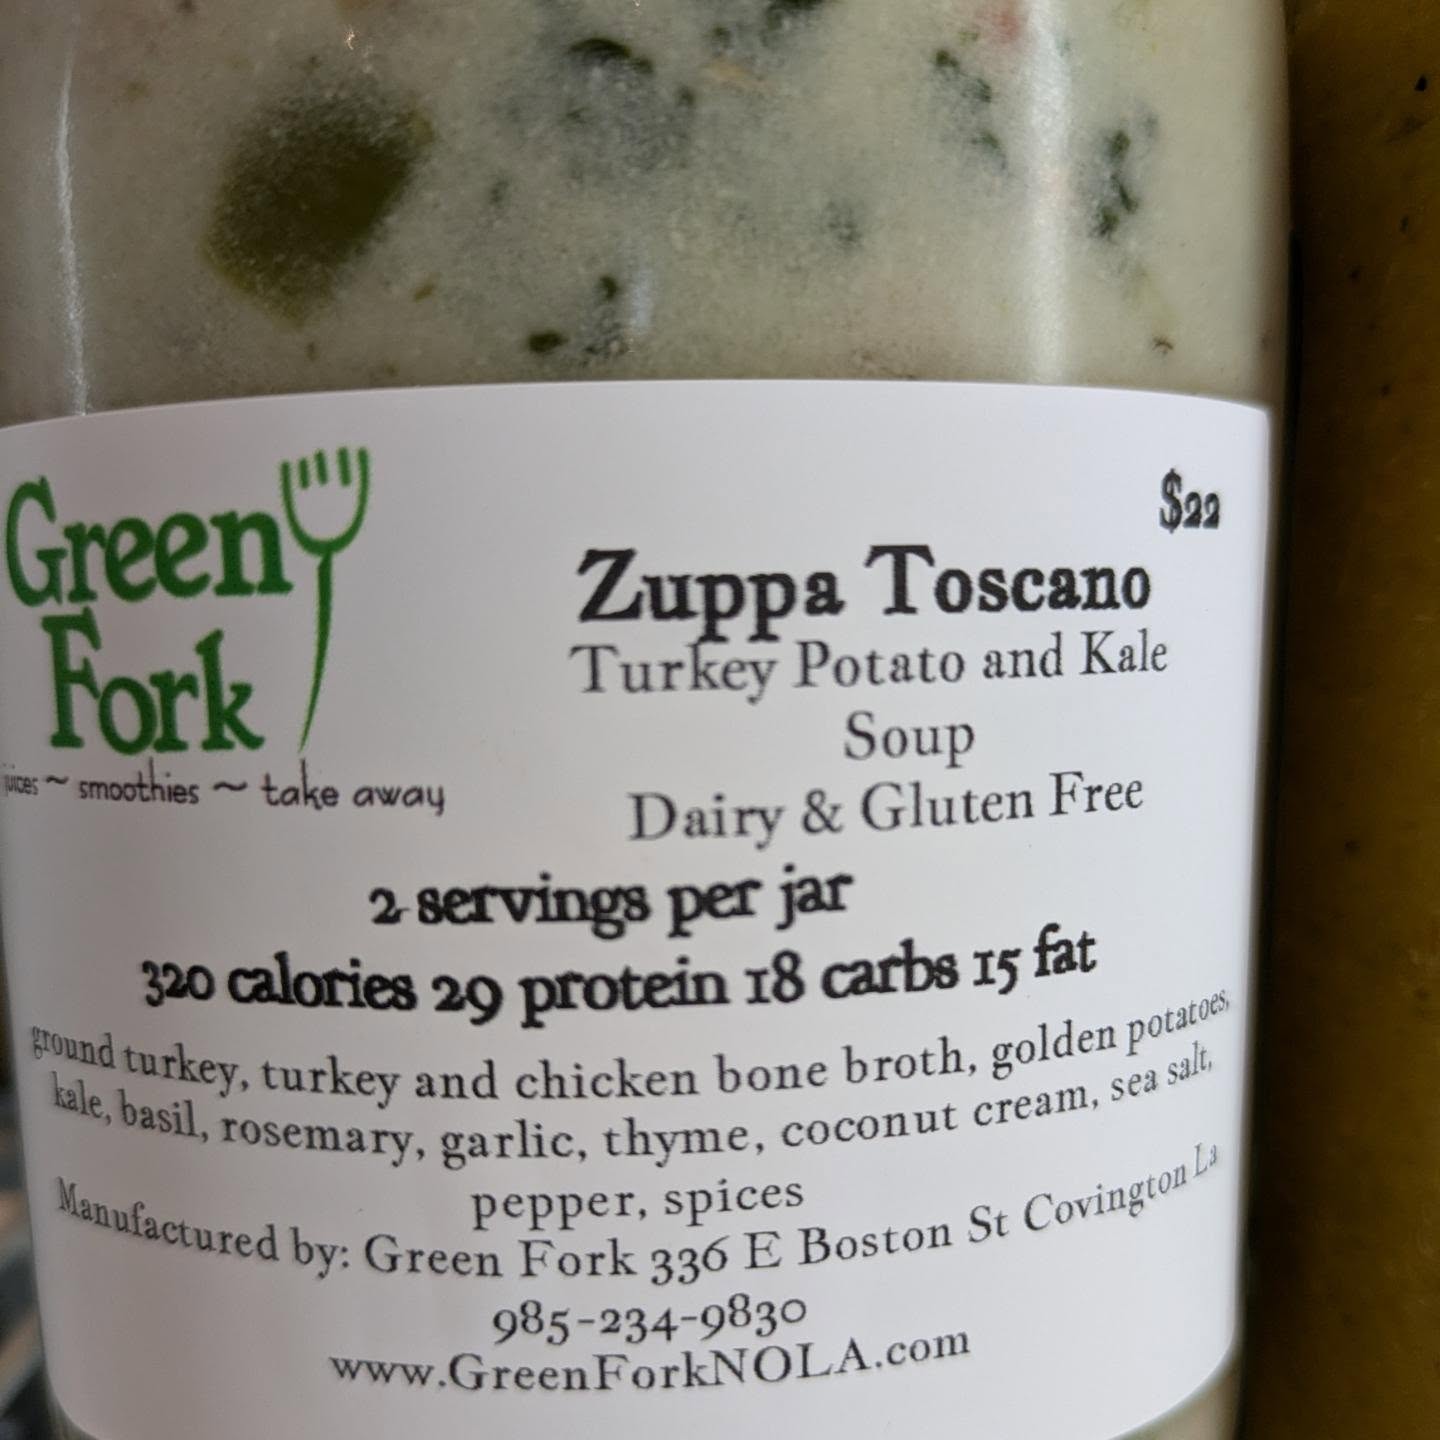 Green
Fork
juices ~ smoothies ~ take away
$22
Zuppa Toscano
Turkey Potato and Kale
Soup
Dairy & Gluten Free
2 servings per jar
320 calories 29 protein 18 carbs 15 fat
ground turkey, turkey and chicken bone broth, golden potatoes,
kale, basil, rosemary, garlic, thyme, coconut cream, sea salt,
pepper, spices
Manufactured by: Green Fork 336 E Boston St Covington La
985-234-9830
www.GreenForkNOLA.com